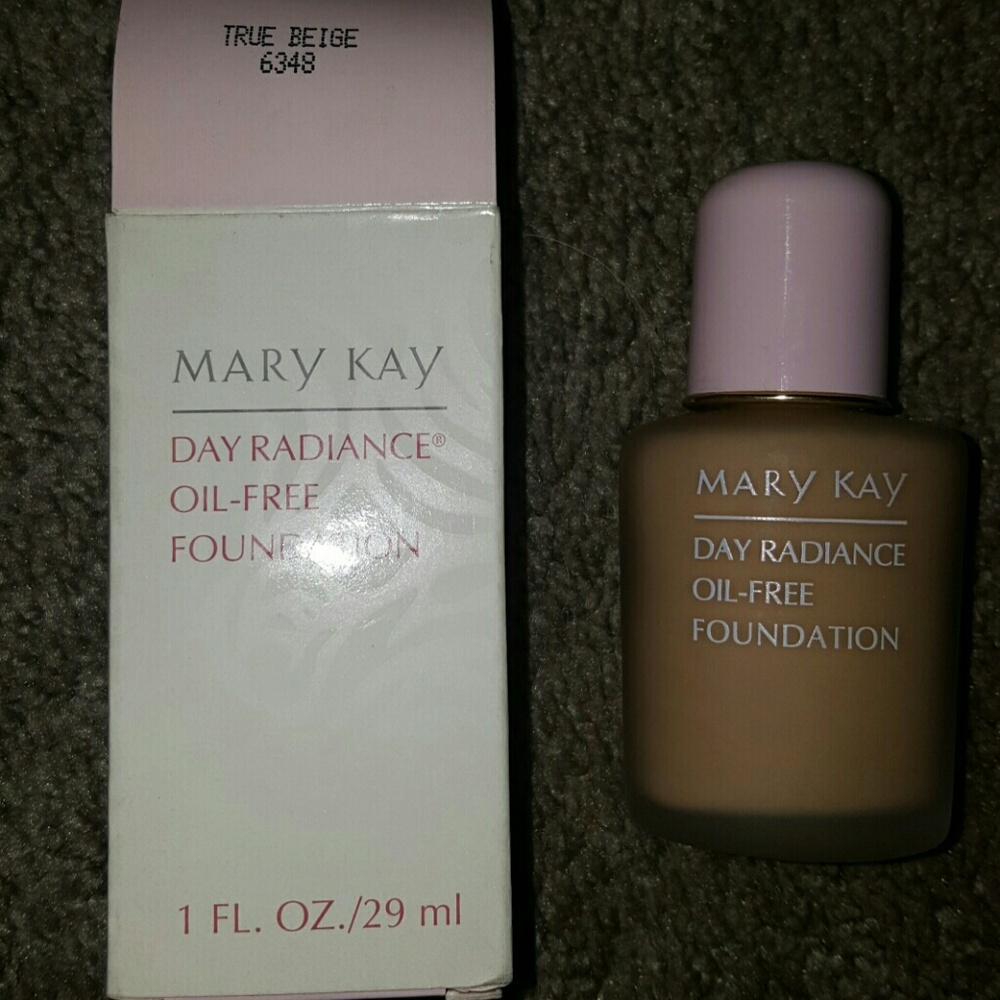 TRUE BEIGE
6348
MARY KAY
DAY RADIANCE®
OIL-FREE
FOUNDATION
1 FL. OZ./29 ml
MARY KAY
DAY RADIANCE
OIL-FREE
FOUNDATION